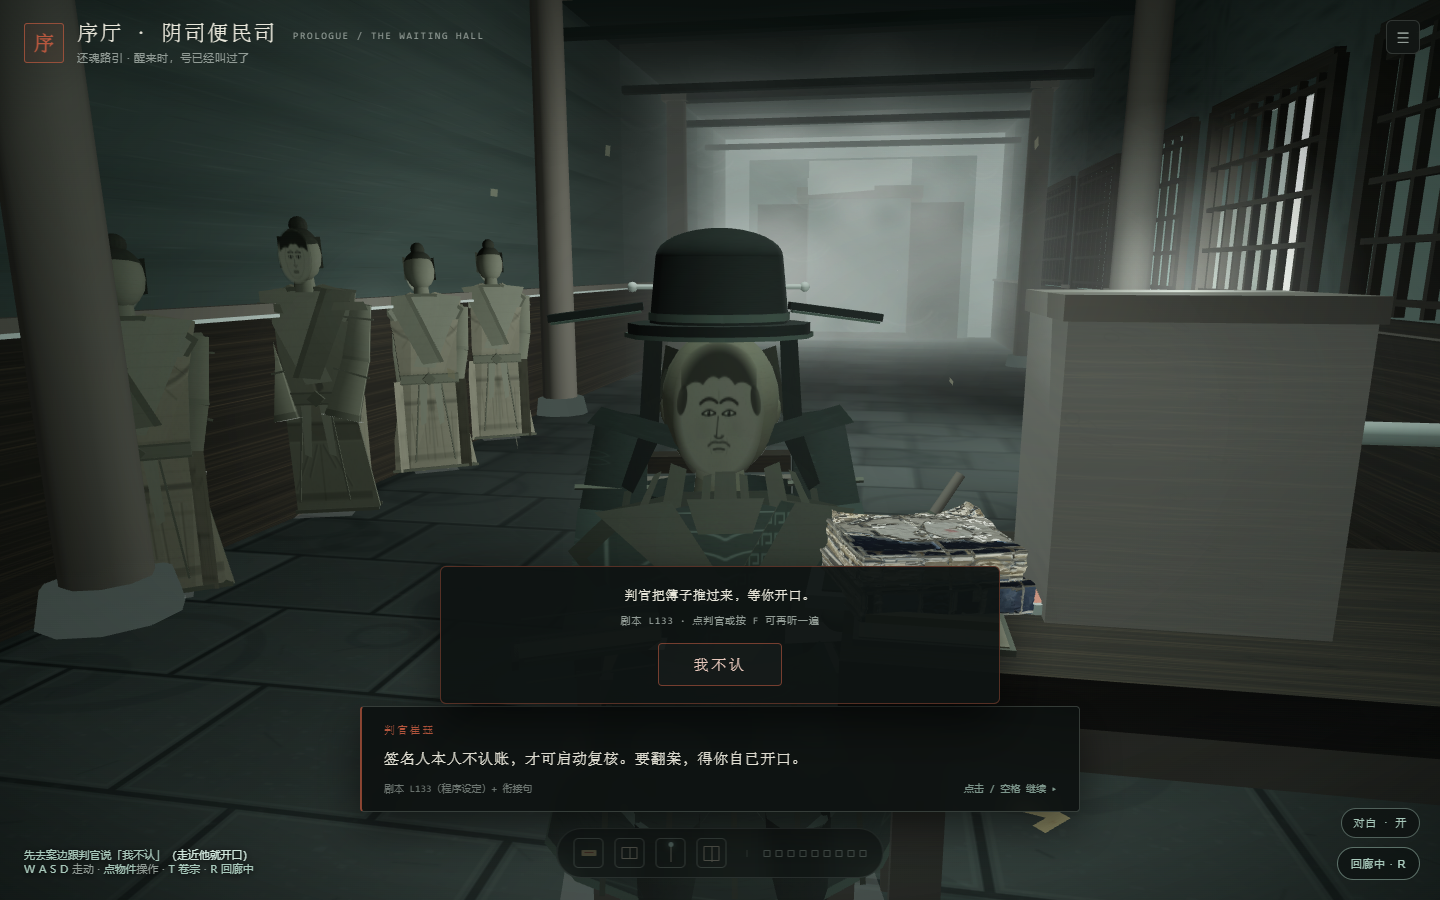 序
序厅 · 阴司便民司
PROLOGUE / THE WAITING HALL
还魂路引 · 醒来时，号已经叫过了
判官把簿子推过来，等你开口。
剧本 L133 · 点判官或按 F 可再听一遍
我不认
判官崔珏
签名人本人不认账，才可启动复核。要翻案，得你自己开口。
剧本 L133（程序设定）+ 衔接句
点击 / 空格 继续 ▸
对白 · 开
先去案边跟判官说「我不认」（走近他就开口）
W A S D 走动 · 点物件操作 · T 卷宗 · R 回廊中
回廊中 · R